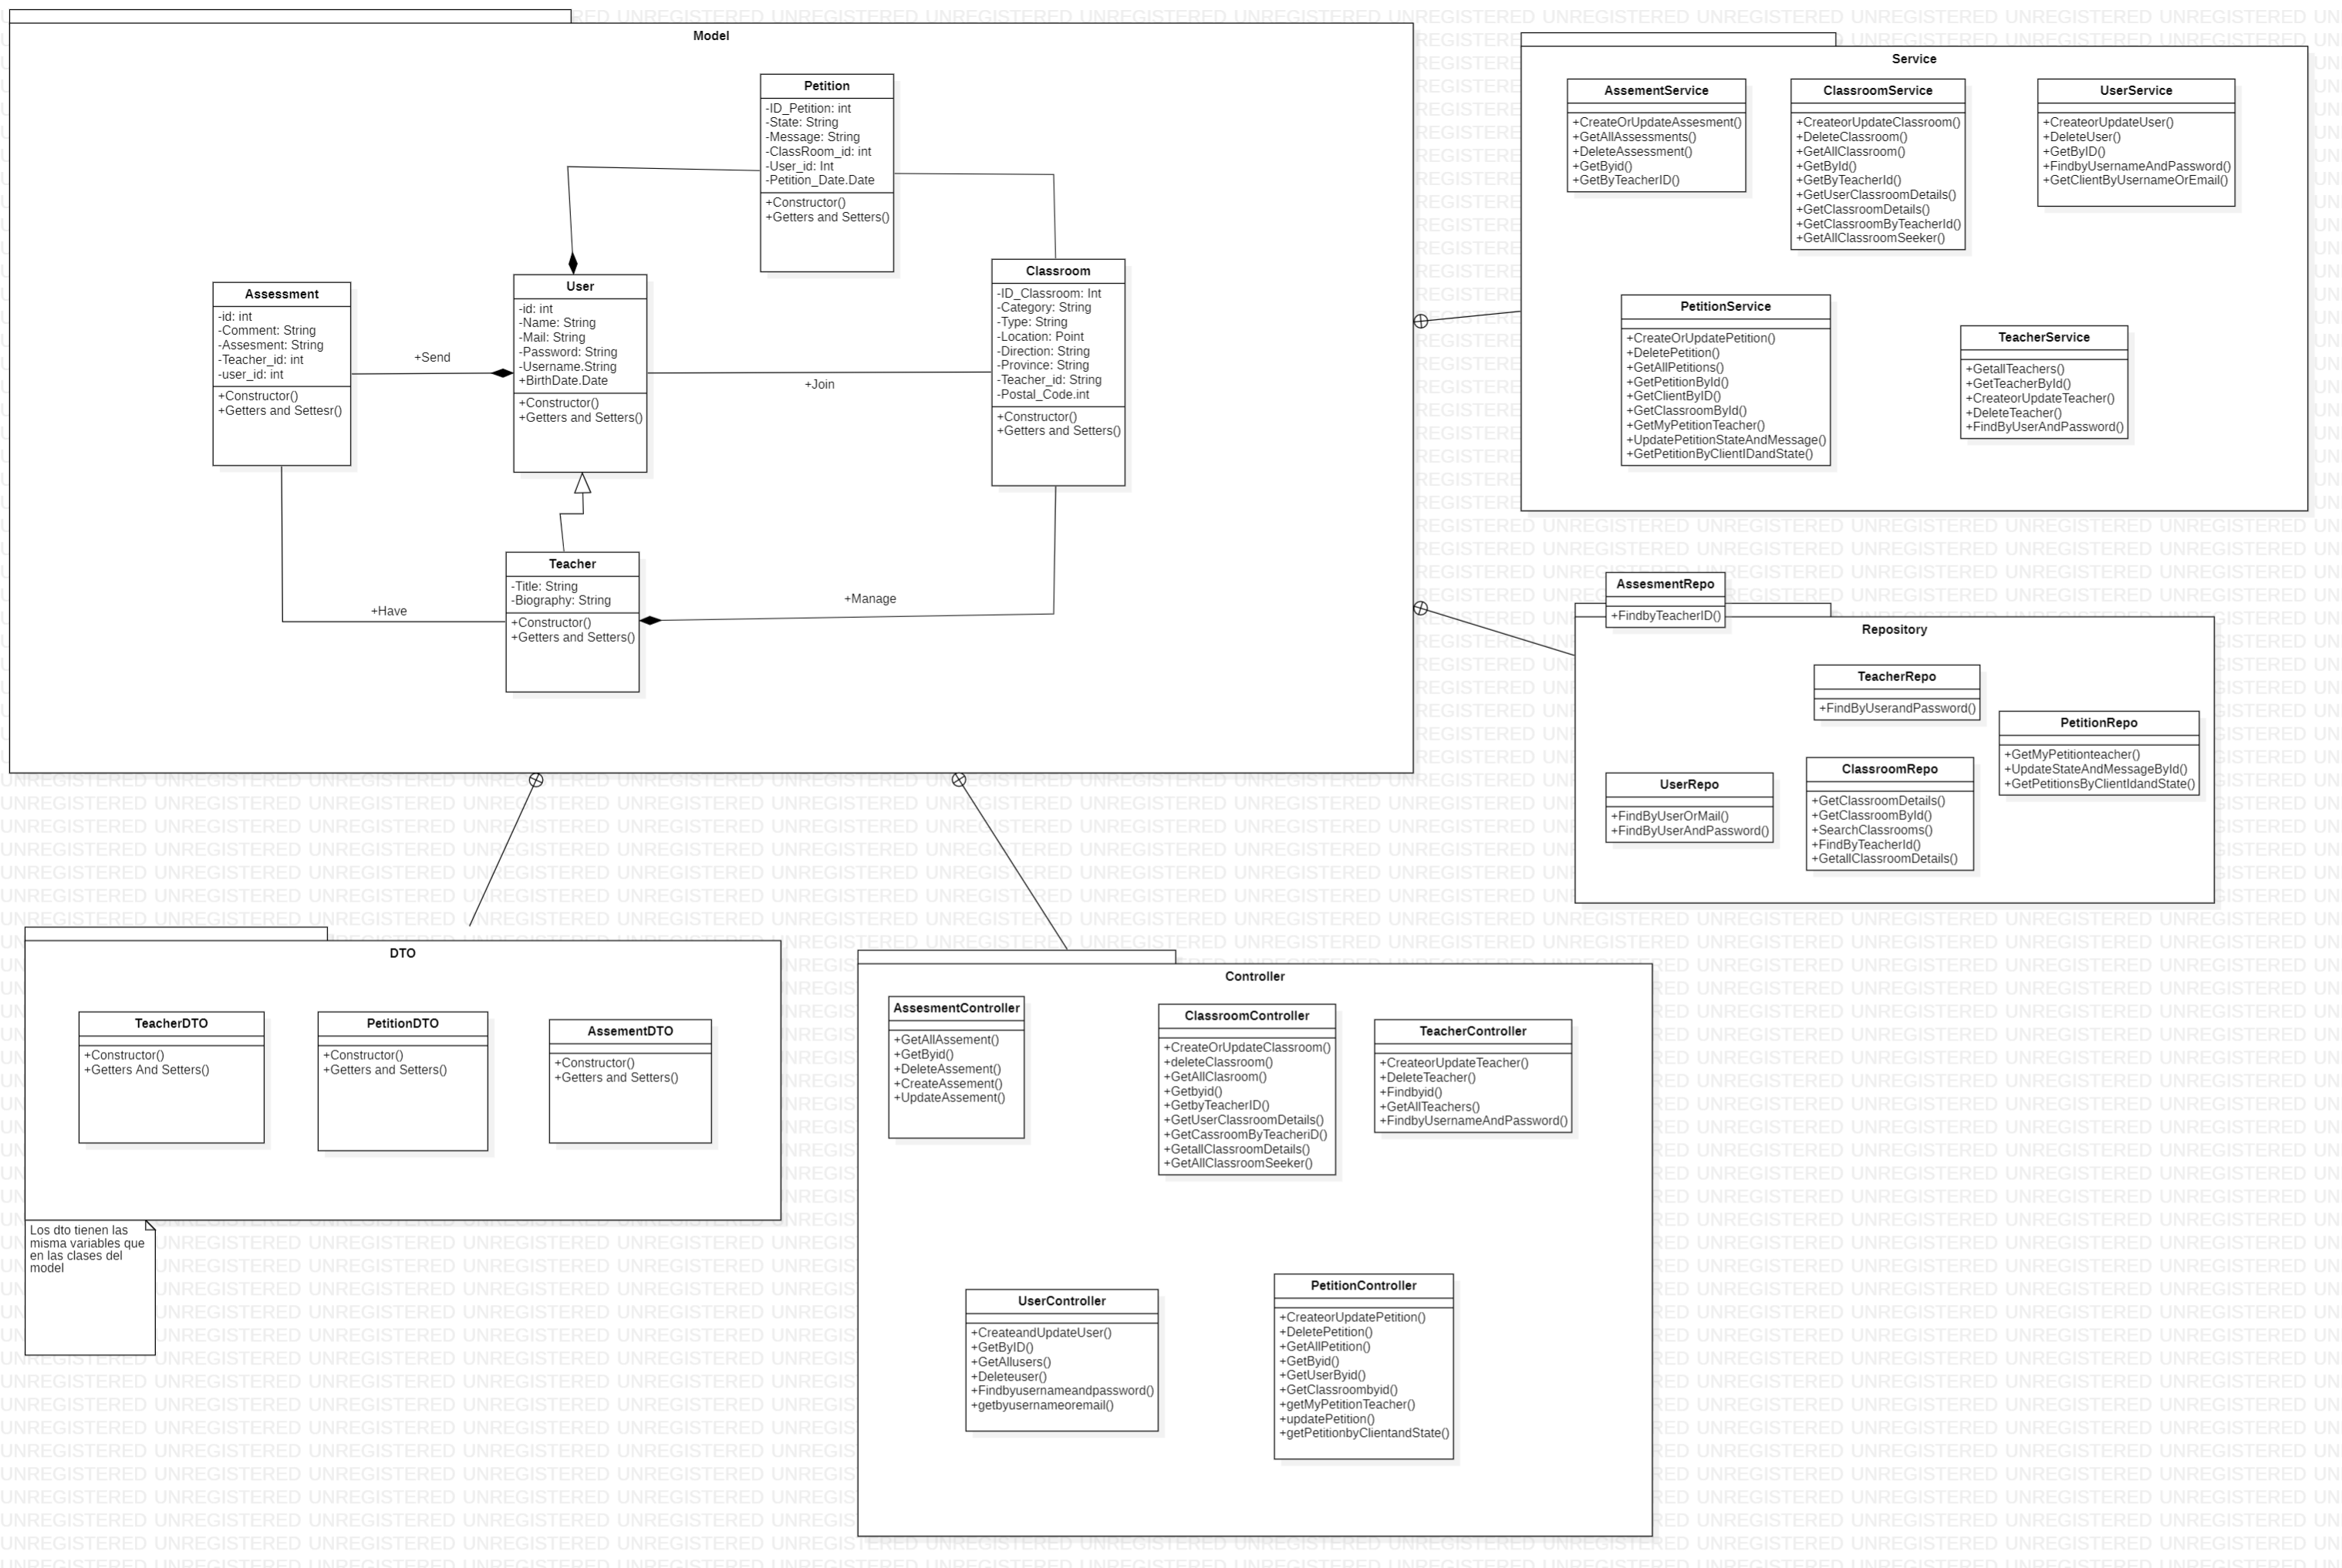 Model
Petition
-ID_Petition: int
-State: String
-Message: String
-ClassRoom_id: int
-User_id: Int
-Petition_Date.Date
+Constructor()
+Getters and Setters()
Assessment
-id: int
-Comment: String
-Assesment: String
-Teacher_id: int
-user_id: int
+Constructor()
+Getters and Settesr()
+Send
User
-id: int
-Name: String
-Mail: String
-Password: String
-Username.String
+BirthDate.Date
+Constructor()
+Getters and Setters()
+Join
Classroom
-ID_Classroom: Int
-Category: String
-Type: String
-Location: Point
-Direction: String
-Province: String
-Teacher_id: String
-Postal_Code.int
+Constructor()
+Getters and Setters()
Teacher
-Title: String
-Biography: String
+Constructor()
+Getters and Setters()
+Have
+Manage
Service
AssementService
+CreateOrUpdateAssesment()
+GetAllAssessments()
+DeleteAssessment()
+GetByid()
+GetByTeacherID()
ClassroomService
+CreateorUpdateClassroom()
+DeleteClassroom()
+GetAllClassroom()
+GetById()
+GetByTeacherId()
+GetUserClassroomDetails()
+GetClassroomDetails()
+GetClassroomByTeacherId()
+GetAllClassroomSeeker()
UserService
+CreateorUpdateUser()
+DeleteUser()
+GetByID()
+FindbyUsernameAndPassword()
+GetClientByUsernameOrEmail()
PetitionService
+CreateOrUpdatePetition()
+DeletePetition()
+GetAllPetitions()
+GetPetitionById()
+GetClientByID()
+GetClassroomById()
+GetMyPetitionTeacher()
+UpdatePetitionStateAndMessage()
+GetPetitionByClientIDandState()
TeacherService
+GetallTeachers()
+GetTeacherById()
+CreateorUpdateTeacher()
+DeleteTeacher()
+FindByUserAndPassword()
AssesmentRepo
+FindbyTeacherID()
Repository
TeacherRepo
+FindByUserandPassword()
PetitionRepo
+GetMyPetitionteacher()
+UpdateStateAndMessageById()
+GetPetitionsByClientIdandState()
UserRepo
+FindByUserOrMail()
+FindByUserAndPassword()
ClassroomRepo
+GetClassroomDetails()
+GetClassroomById()
+SearchClassrooms()
+FindByTeacherId()
+GetallClassroomDetails()
DTO
TeacherDTO
+Constructor()
+Getters And Setters()
PetitionDTO
+Constructor()
+Getters and Setters()
AssementDTO
+Constructor()
+Getters and Setters()
Los dto tienen las
misma variables que
en las clases del
model
Controller
AssesmentController
+GetAllAssement()
+GetByid()
+DeleteAssement()
+CreateAssement()
+UpdateAssement()
ClassroomController
+CreateOrUpdateClassroom()
+deleteClassroom()
+GetAllClasroom()
+Getbyid()
+GetbyTeacherID()
+GetUserClassroomDetails()
+GetCassroomByTeacheriD()
+GetallClassroomDetails()
+GetAllClassroomSeeker()
TeacherController
+CreateorUpdateTeacher()
+DeleteTeacher()
+Findbyid()
+GetAllTeachers()
+FindbyUsernameAndPassword()
UserController
+CreateandUpdateUser()
+GetByID()
+GetAllusers()
+Deleteuser()
+Findbyusernameandpassword()
+getbyusernameoremail()
PetitionController
+CreateorUpdatePetition()
+DeletePetition()
+GetAllPetition()
+GetByid()
+GetUserByid()
+GetClassroombyid()
+getMyPetitionTeacher()
+updatePetition()
+getPetitionbyClientandState()
UNREGISTERED